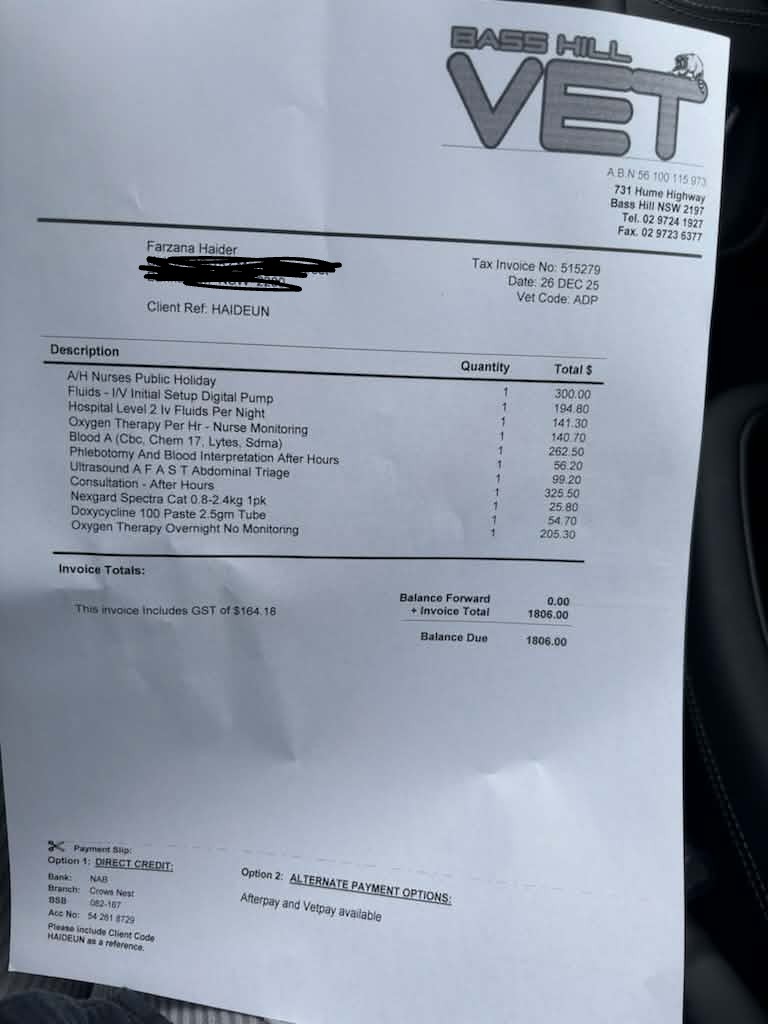 BASS HILL
VET
A.B.N 56 100 115 973
731 Hume Highway
Bass Hill NSW 2197
Tel. 02 9724 1927
Fax. 02 9723 6377
Farzana Haider
Client Ref: HAIDEUN
Tax Invoice No: 515279
Date: 26 DEC 25
Vet Code: ADP
Description Quantity Total $
A/H Nurses Public Holiday 1 300.00
Fluids - I/V Initial Setup Digital Pump 1 194.80
Hospital Level 2 Iv Fluids Per Night 1 141.30
Oxygen Therapy Per Hr - Nurse Monitoring 1 140.70
Blood A (Cbc, Chem 17, Lytes, Sdma) 1 262.50
Phlebotomy And Blood Interpretation After Hours 1 56.20
Ultrasound A F A S T Abdominal Triage 1 99.20
Consultation - After Hours 1 325.50
Nexgard Spectra Cat 0.8-2.4kg 1pk 1 25.80
Doxycycline 100 Paste 2.5gm Tube 1 54.70
Oxygen Therapy Overnight No Monitoring 1 205.30
Invoice Totals:
This invoice includes GST of $164.18
Balance Forward 0.00
+ Invoice Total 1806.00
Balance Due 1806.00
Payment Slip:
Option 1: DIRECT CREDIT:
Bank: NAB
Branch: Crows Nest
BSB 082-167
Acc No: 54 261 8729
Please include Client Code
HAIDEUN as a reference.
Option 2: ALTERNATE PAYMENT OPTIONS:
Afterpay and Vetpay available